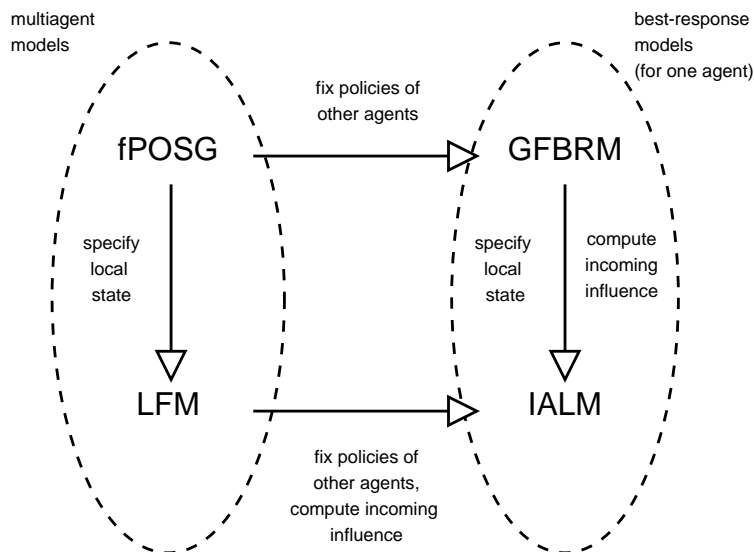 multiagent
models
best-response
models
(for one agent)
fix policies of
other agents
fPOSG
GFBRM
specify
local
state
specify
local
state
compute
incoming
influence
LFM
IALM
fix policies of
other agents,
compute incoming
influence